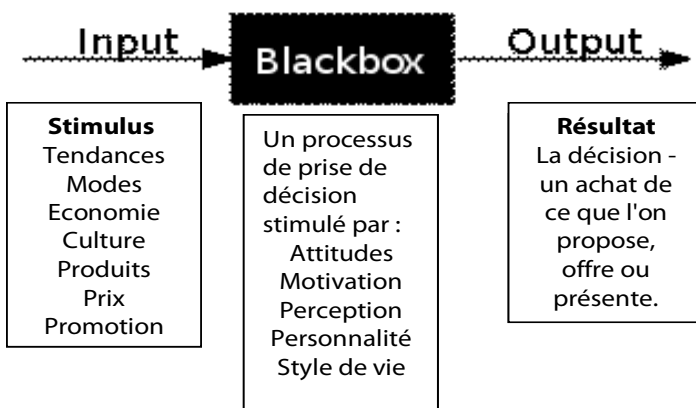 Input
Blackbox
Output
Stimulus
Tendances
Modes
Economie
Culture
Produits
Prix
Promotion
Un processus
de prise de
décision
stimulé par :
Attitudes
Motivation
Perception
Personnalité
Style de vie
Résultat
La décision -
un achat de
ce que l'on
propose,
offre ou
présente.